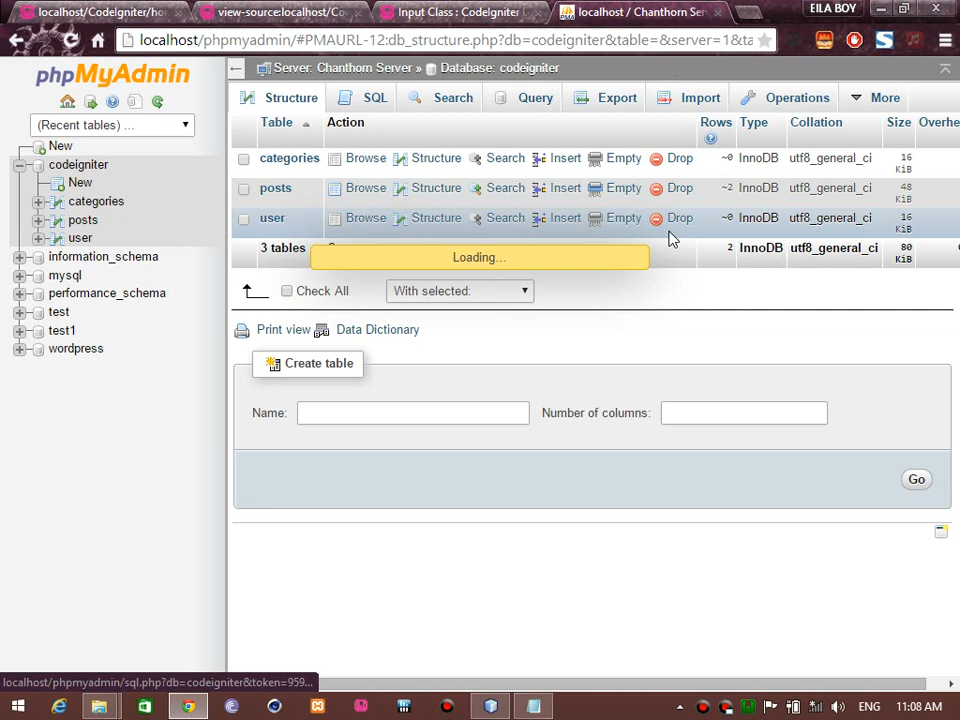 localhost/CodeIgniter/ho
view-source:localhost/Co
Input Class : CodeIgniter
localhost / Chanthorn Ser
EILA BOY
localhost/phpmyadmin/#PMAURL-12:db_structure.php?db=codeigniter&table=&server=1&ta
phpMyAdmin
(Recent tables) ...
New
codeigniter
New
categories
posts
user
information_schema
mysql
performance_schema
test
test1
wordpress
Server: Chanthorn Server » Database: codeigniter
Structure SQL Search Query Export Import Operations More
Table Action Rows Type Collation Size Overhe
categories Browse Structure Search Insert Empty Drop ~0 InnoDB utf8_general_ci 16 KiB
posts Browse Structure Search Insert Empty Drop ~2 InnoDB utf8_general_ci 48 KiB
user Browse Structure Search Insert Empty Drop ~0 InnoDB utf8_general_ci 16 KiB
3 tables 2 InnoDB utf8_general_ci 80 KiB
Loading...
Check All With selected:
Print view Data Dictionary
Create table
Name: Number of columns:
Go
localhost/phpmyadmin/sql.php?db=codeigniter&token=959...
ENG 11:08 AM